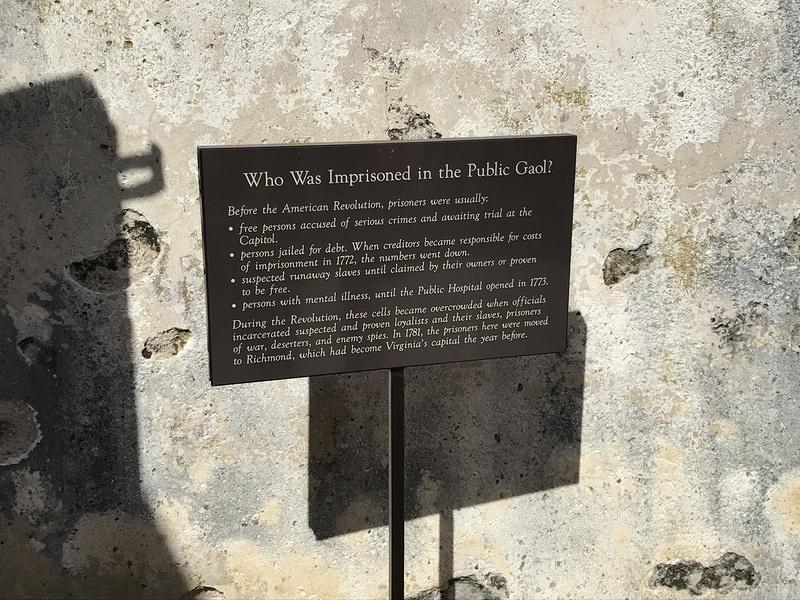 Who Was Imprisoned in the Public Gaol?
Before the American Revolution, prisoners were usually:
• free persons accused of serious crimes and awaiting trial at the
Capitol.
• persons jailed for debt. When creditors became responsible for costs
of imprisonment in 1772, the numbers went down.
• suspected runaway slaves until claimed by their owners or proven
to be free.
• persons with mental illness, until the Public Hospital opened in 1773.
During the Revolution, these cells became overcrowded when officials
incarcerated suspected and proven loyalists and their slaves, prisoners
of war, deserters, and enemy spies. In 1781, the prisoners here were moved
to Richmond, which had become Virginia's capital the year before.